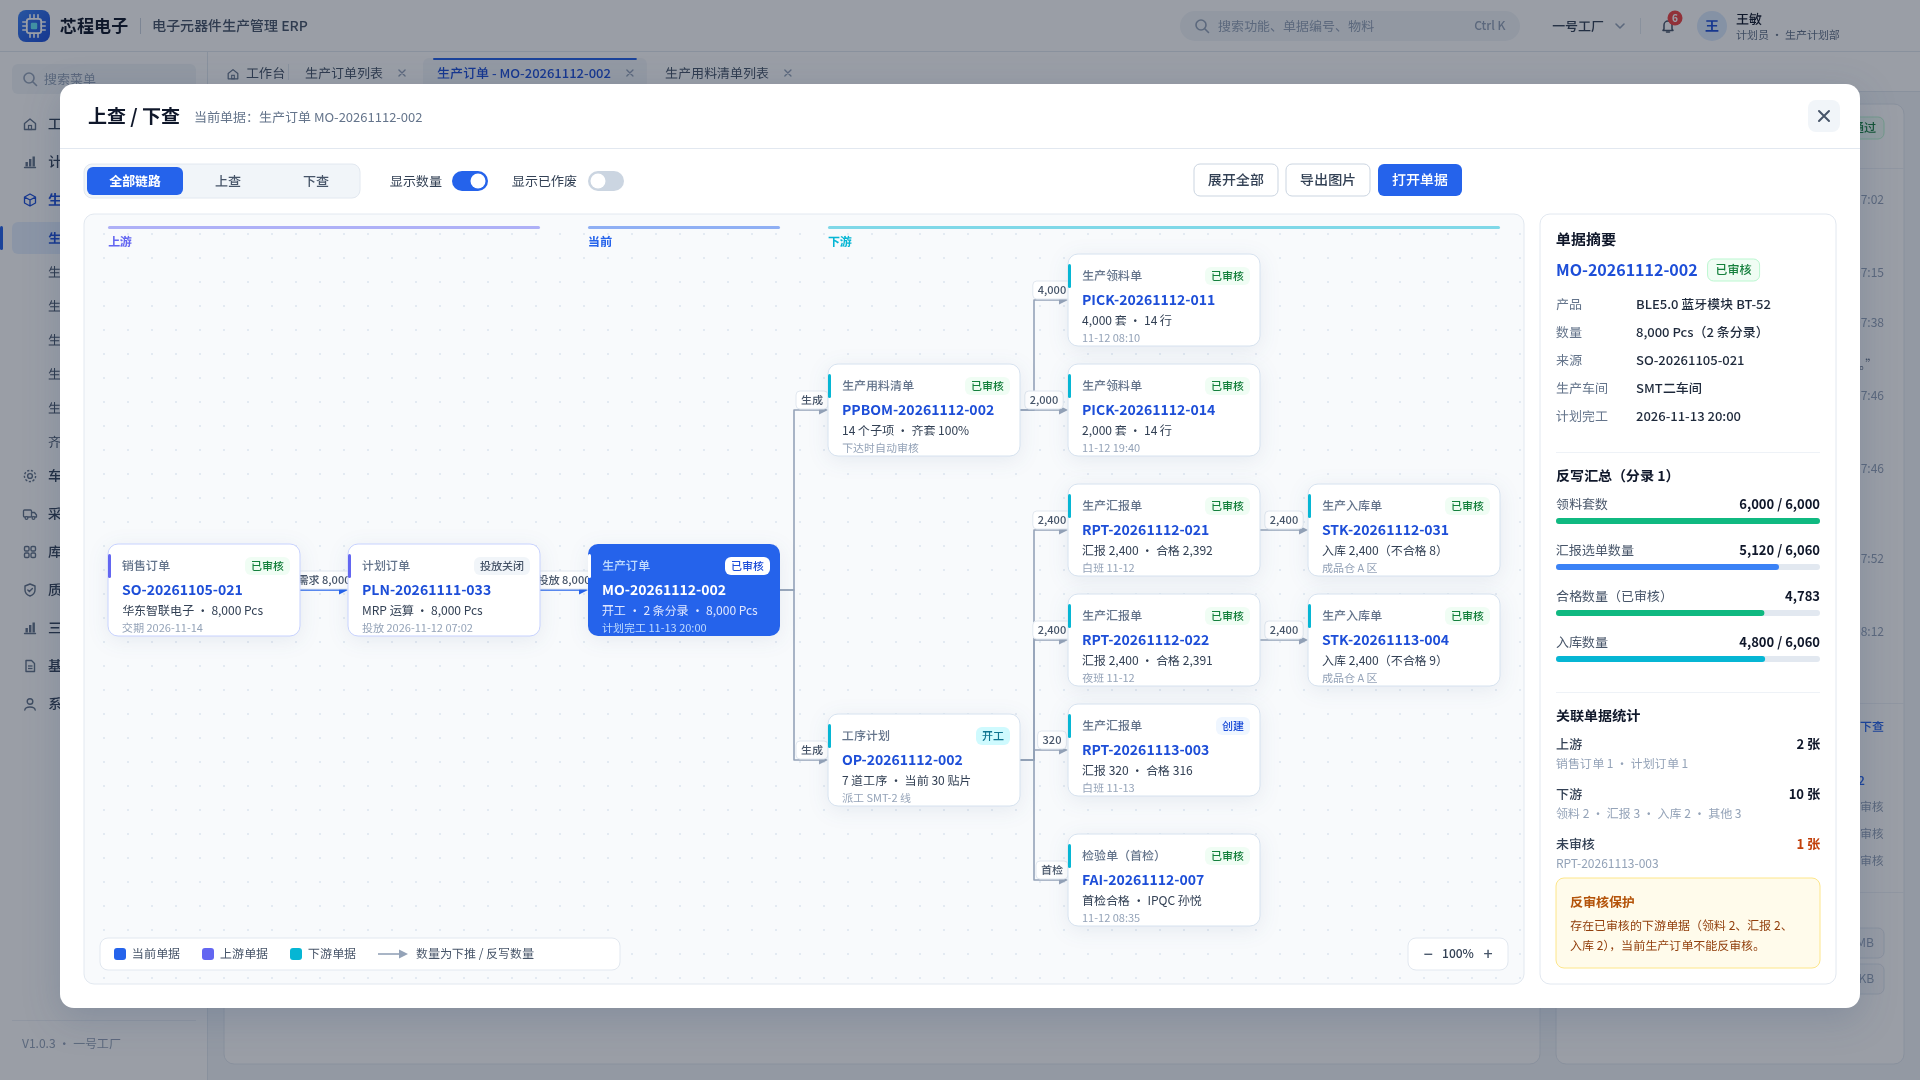 芯程电子
电子元器件生产管理 ERP
搜索功能、单据编号、物料
Ctrl K
一号工厂
6
王
王敏
计划员 · 生产计划部
搜索菜单
工作台
生产订单列表
生产订单 - MO-20261112-002
生产用料清单列表
上查 / 下查
当前单据：生产订单 MO-20261112-002
全部链路
上查
下查
显示数量
显示已作废
展开全部
导出图片
打开单据
上游
当前
下游
销售订单
已审核
SO-20261105-021
华东智联电子 · 8,000 Pcs
交期 2026-11-14
需求 8,000
计划订单
投放关闭
PLN-20261111-033
MRP 运算 · 8,000 Pcs
投放 2026-11-12 07:02
投放 8,000
生产订单
已审核
MO-20261112-002
开工 · 2 条分录 · 8,000 Pcs
计划完工 11-13 20:00
生成
生产用料清单
已审核
PPBOM-20261112-002
14 个子项 · 齐套 100%
下达时自动审核
生成
工序计划
开工
OP-20261112-002
7 道工序 · 当前 30 贴片
派工 SMT-2 线
4,000
生产领料单
已审核
PICK-20261112-011
4,000 套 · 14 行
11-12 08:10
2,000
生产领料单
已审核
PICK-20261112-014
2,000 套 · 14 行
11-12 19:40
2,400
生产汇报单
已审核
RPT-20261112-021
汇报 2,400 · 合格 2,392
白班 11-12
2,400
生产入库单
已审核
STK-20261112-031
入库 2,400（不合格 8）
成品仓 A 区
2,400
生产汇报单
已审核
RPT-20261112-022
汇报 2,400 · 合格 2,391
夜班 11-12
2,400
生产入库单
已审核
STK-20261113-004
入库 2,400（不合格 9）
成品仓 A 区
320
生产汇报单
创建
RPT-20261113-003
汇报 320 · 合格 316
白班 11-13
首检
检验单（首检）
已审核
FAI-20261112-007
首检合格 · IPQC 孙悦
11-12 08:35
当前单据
上游单据
下游单据
数量为下推 / 反写数量
− 100% +
单据摘要
MO-20261112-002
已审核
产品
BLE5.0 蓝牙模块 BT-52
数量
8,000 Pcs（2 条分录）
来源
SO-20261105-021
生产车间
SMT二车间
计划完工
2026-11-13 20:00
反写汇总（分录 1）
领料套数
6,000 / 6,000
汇报选单数量
5,120 / 6,060
合格数量（已审核）
4,783
入库数量
4,800 / 6,060
关联单据统计
上游
2 张
销售订单 1 · 计划订单 1
下游
10 张
领料 2 · 汇报 3 · 入库 2 · 其他 3
未审核
1 张
RPT-20261113-003
反审核保护
存在已审核的下游单据（领料 2、汇报 2、
入库 2），当前生产订单不能反审核。
V1.0.3 · 一号工厂